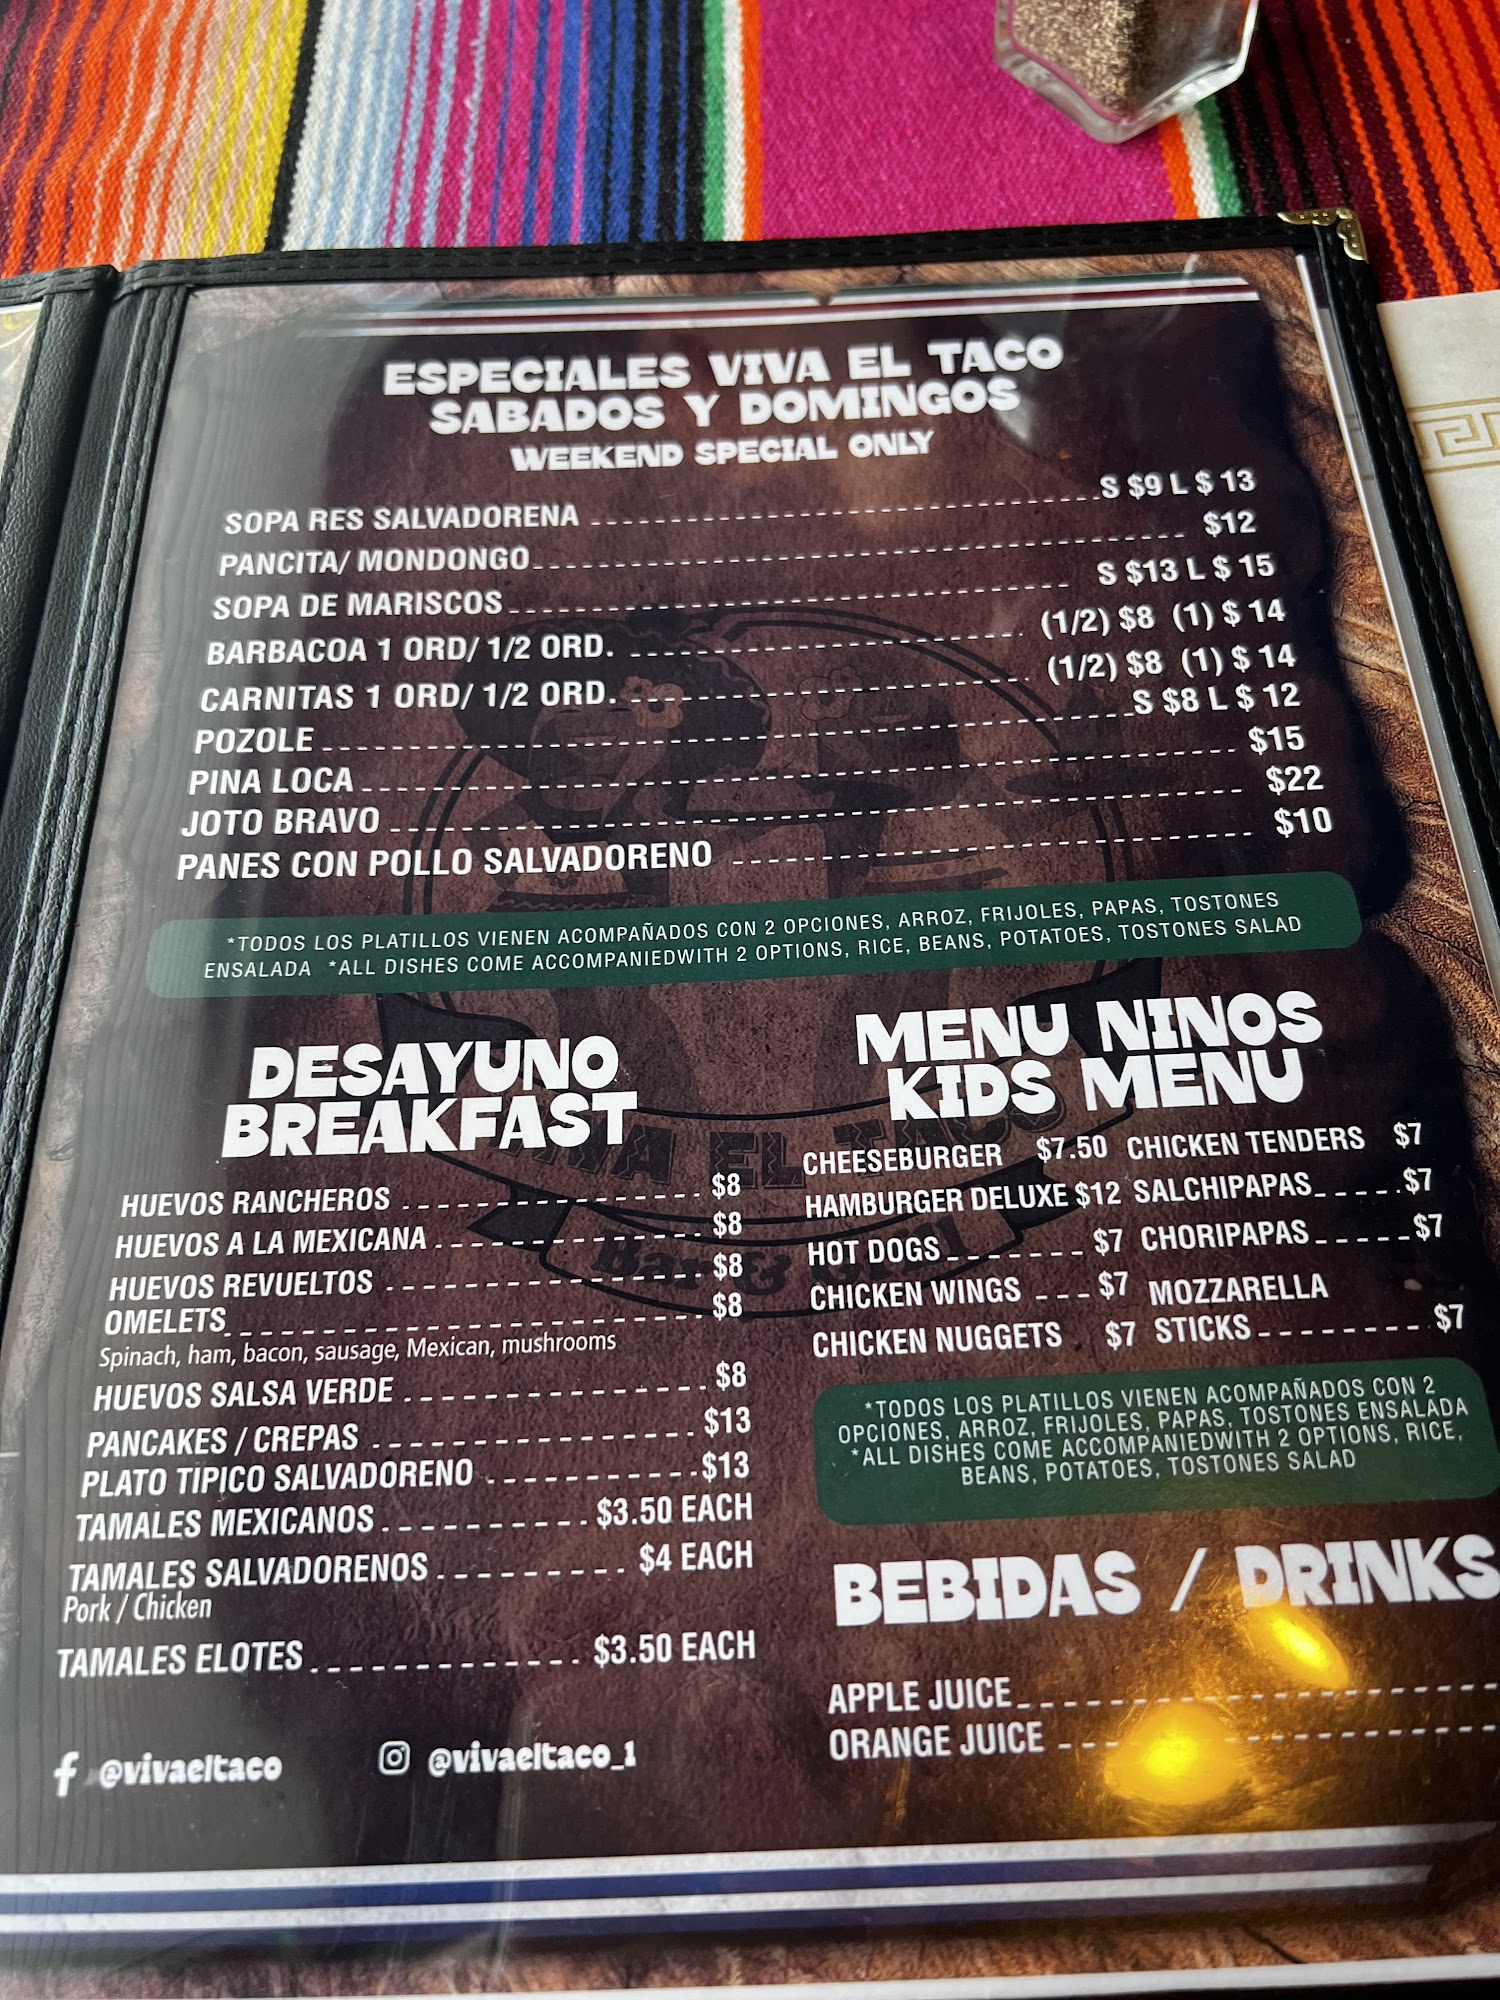 ESPECIALES VIVA EL TACO
SABADOS Y DOMINGOS
WEEKEND SPECIAL ONLY
SOPA RES SALVADORENA S $9 L $ 13
PANCITA/ MONDONGO $12
SOPA DE MARISCOS S $13 L $ 15
BARBACOA 1 ORD/ 1/2 ORD. (1/2) $8 (1) $ 14
CARNITAS 1 ORD/ 1/2 ORD. (1/2) $8 (1) $ 14
POZOLE S $8 L $ 12
PINA LOCA $15
JOTO BRAVO $22
PANES CON POLLO SALVADORENO $10
*TODOS LOS PLATILLOS VIENEN ACOMPAÑADOS CON 2 OPCIONES, ARROZ, FRIJOLES, PAPAS, TOSTONES
ENSALADA *ALL DISHES COME ACCOMPANIEDWITH 2 OPTIONS, RICE, BEANS, POTATOES, TOSTONES SALAD
DESAYUNO
BREAKFAST
HUEVOS RANCHEROS $8
HUEVOS A LA MEXICANA $8
HUEVOS REVUELTOS $8
OMELETS $8
Spinach, ham, bacon, sausage, Mexican, mushrooms
HUEVOS SALSA VERDE $8
PANCAKES / CREPAS $13
PLATO TIPICO SALVADORENO $13
TAMALES MEXICANOS $3.50 EACH
TAMALES SALVADORENOS $4 EACH
Pork / Chicken
TAMALES ELOTES $3.50 EACH
@vivaeltaco @vivaeltaco_1
MENU NINOS
KIDS MENU
CHEESEBURGER $7.50 CHICKEN TENDERS $7
HAMBURGER DELUXE $12 SALCHIPAPAS $7
HOT DOGS $7 CHORIPAPAS $7
CHICKEN WINGS $7 MOZZARELLA
CHICKEN NUGGETS $7 STICKS $7
*TODOS LOS PLATILLOS VIENEN ACOMPAÑADOS CON 2
OPCIONES, ARROZ, FRIJOLES, PAPAS, TOSTONES ENSALADA
*ALL DISHES COME ACCOMPANIEDWITH 2 OPTIONS, RICE,
BEANS, POTATOES, TOSTONES SALAD
BEBIDAS / DRINKS
APPLE JUICE
ORANGE JUICE
VIVA EL TACO
Bar &